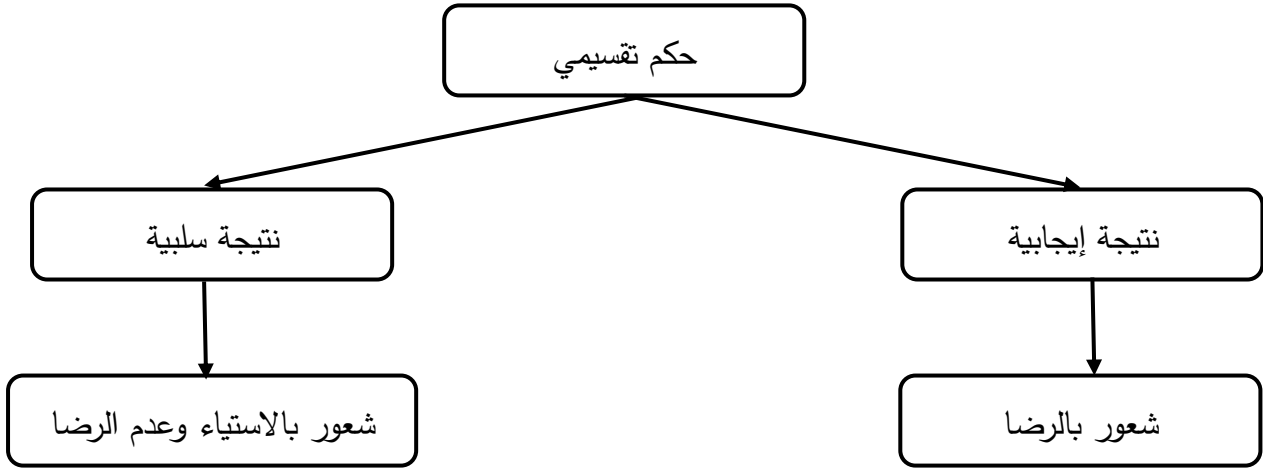 حكم تقسيمي
نتيجة إيجابية
نتيجة سلبية
شعور بالرضا
شعور بالاستياء وعدم الرضا